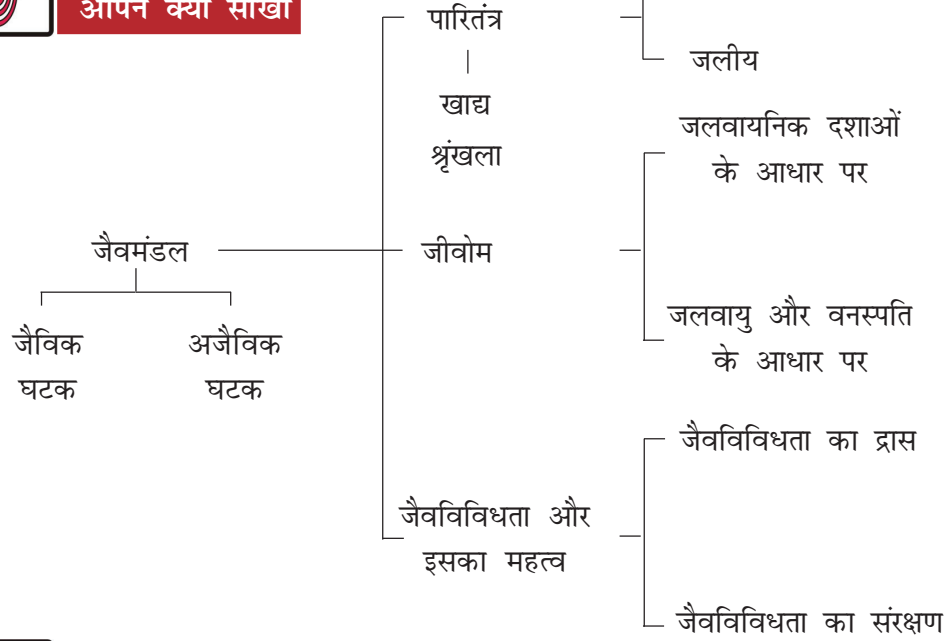 आपने क्या सीखा
पारितंत्र
जलीय
खाद्य
श्रृंखला
जलवायनिक दशाओं
के आधार पर
जैवमंडल
जीवोम
जैविक
घटक
अजैविक
घटक
जलवायु और वनस्पति
के आधार पर
जैवविविधता का द्रास
जैवविविधता और
इसका महत्व
जैवविविधता का संरक्षण